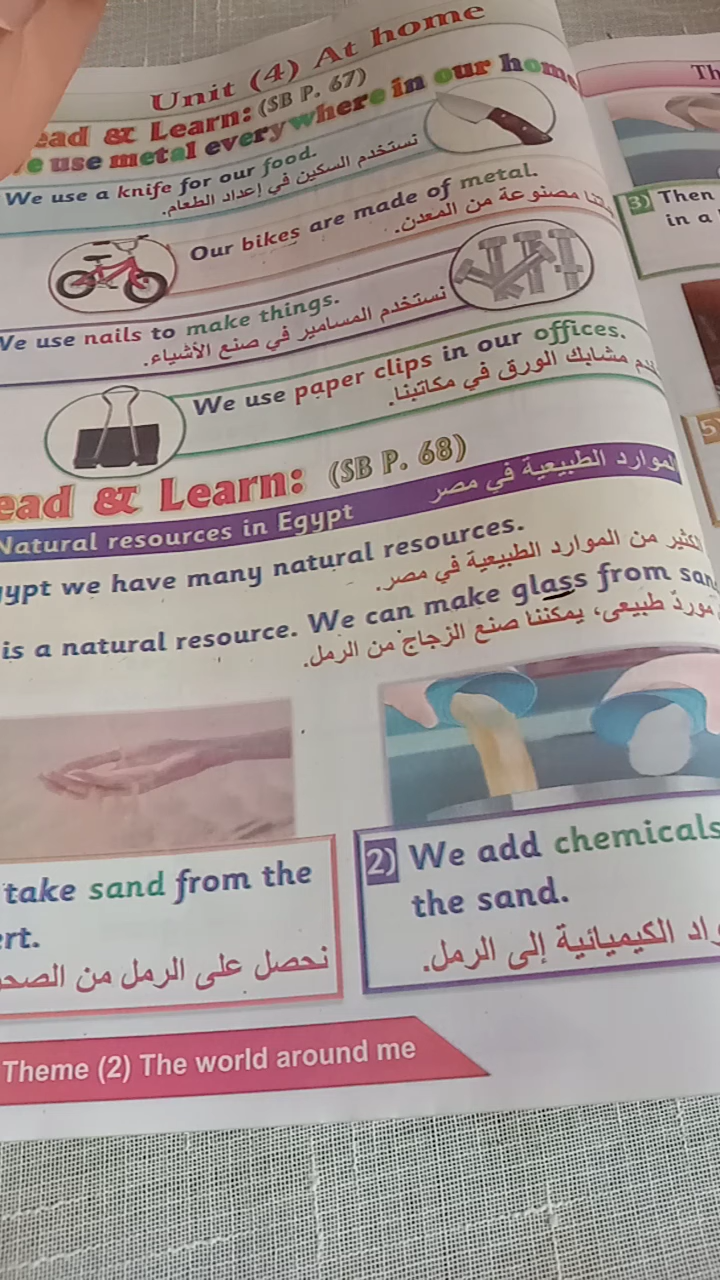 Unit (4) At home
ead & Learn: (SB P. 67)
e use metal everywhere in our hom
We use a knife for our food.
نستخدم السكين في إعداد الطعام.
Our bikes are made of metal.
مصنوعة من المعدن.
We use nails to make things.
نستخدم المسامير في صنع الأشياء.
We use paper clips in our offices.
مشابك الورق في مكاتبنا.
ead & Learn: (SB P. 68)
Natural resources in Egypt الموارد الطبيعية في مصر
ypt we have many natural resources.
الكثير من الموارد الطبيعية في مصر.
is a natural resource. We can make glass from san
مورد طبيعى، يمكننا صنع الزجاج من الرمل.
take sand from the
ert.
نحصل على الرمل من الصح
2) We add chemicals
the sand.
واد الكيميائية إلى الرمل.
Theme (2) The world around me
Th
3) Then
in a
5